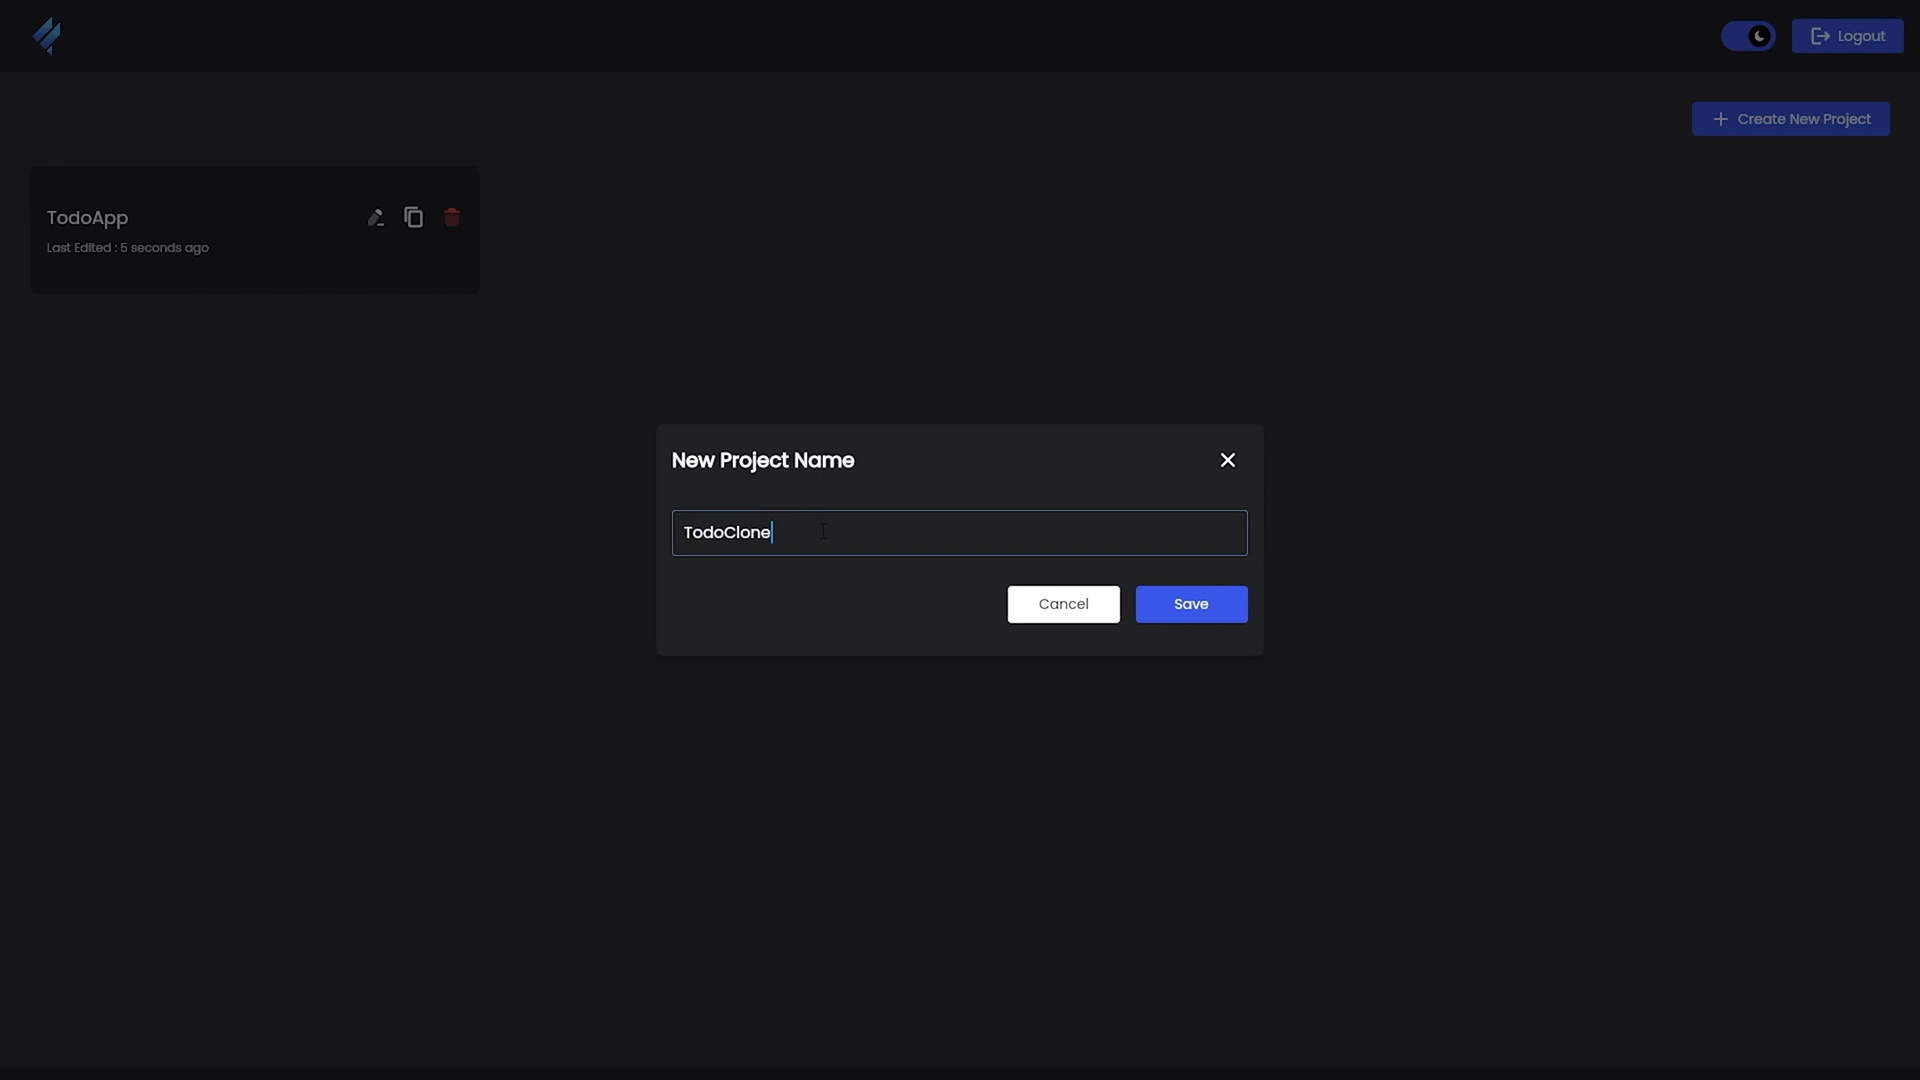 Logout
Create New Project
TodoApp
Last Edited : 5 seconds ago
New Project Name
TodoClone
Cancel
Save